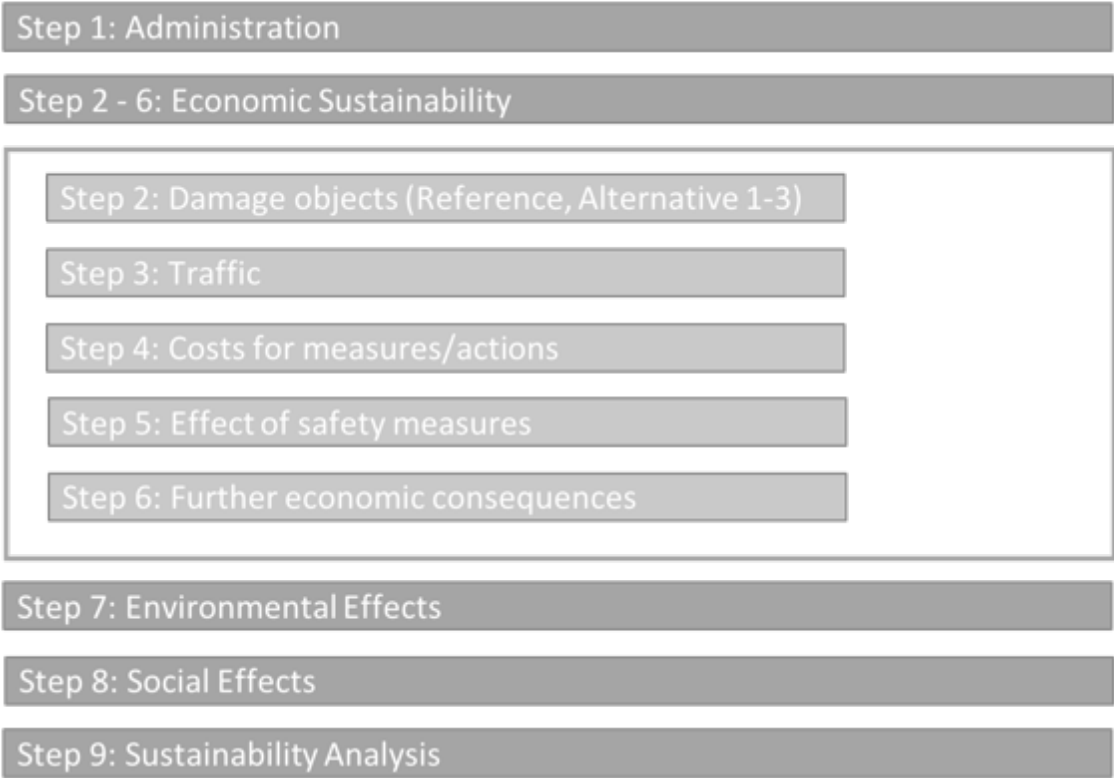 Step 1: Administration
Step 2 - 6: Economic Sustainability
Step 2: Damage objects (Reference, Alternative 1-3)
Step 3: Traffic
Step 4: Costs for measures/actions
Step 5: Effect of safety measures
Step 6: Further economic consequences
Step 7: Environmental Effects
Step 8: Social Effects
Step 9: Sustainability Analysis